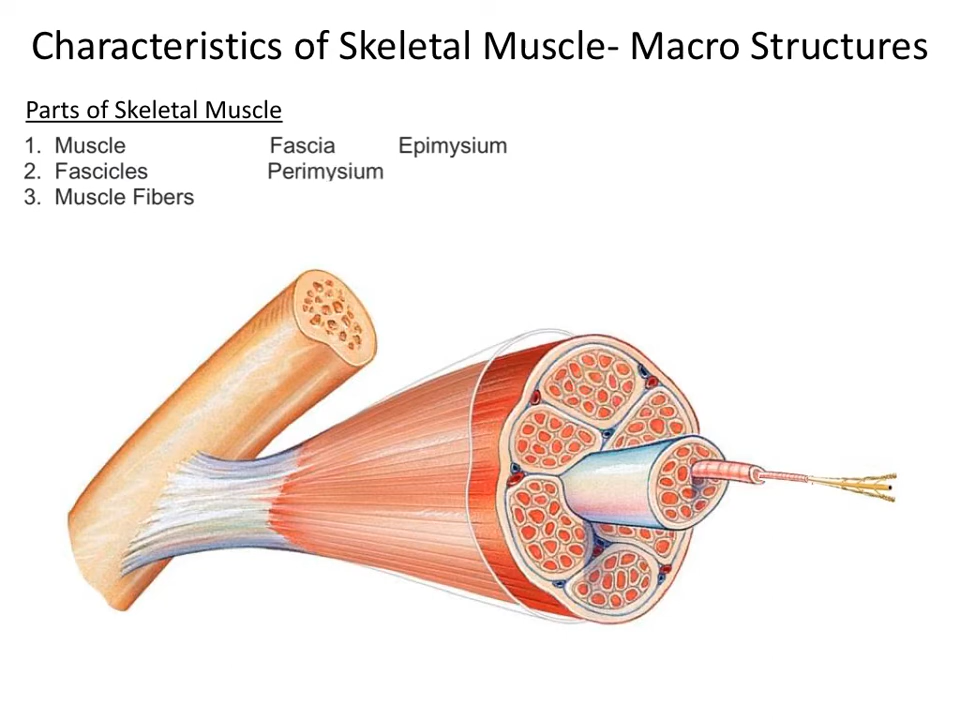 Characteristics of Skeletal Muscle- Macro Structures
Parts of Skeletal Muscle
1. Muscle Fascia Epimysium
2. Fascicles Perimysium
3. Muscle Fibers